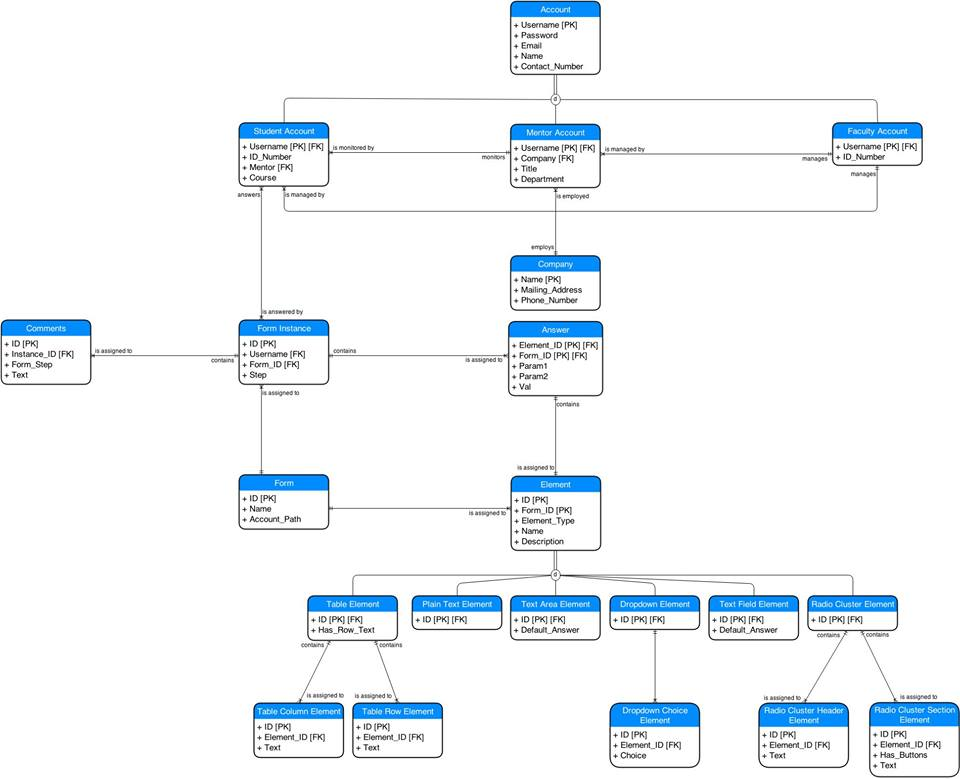 Account
+ Username [PK]
+ Password
+ Email
+ Name
+ Contact_Number
d
Student Account
+ Username [PK] [FK]
+ ID_Number
+ Mentor [FK]
+ Course
is monitored by
monitors
Mentor Account
+ Username [PK] [FK]
+ Company [FK]
+ Title
+ Department
is managed by
manages
Faculty Account
+ Username [PK] [FK]
+ ID_Number
manages
answers
is managed by
is employed
employs
Company
+ Name [PK]
+ Mailing_Address
+ Phone_Number
is answered by
Comments
+ ID [PK]
+ Instance_ID [FK]
+ Form_Step
+ Text
is assigned to
contains
Form Instance
+ ID [PK]
+ Username [FK]
+ Form_ID [FK]
+ Step
contains
is assigned to
Answer
+ Element_ID [PK] [FK]
+ Form_ID [PK] [FK]
+ Param1
+ Param2
+ Val
is assigned to
contains
is assigned to
Form
+ ID [PK]
+ Name
+ Account_Path
is assigned to
Element
+ ID [PK]
+ Form_ID [PK]
+ Element_Type
+ Name
+ Description
d
Table Element
+ ID [PK] [FK]
+ Has_Row_Text
Plain Text Element
+ ID [PK] [FK]
Text Area Element
+ ID [PK] [FK]
+ Default_Answer
Dropdown Element
+ ID [PK] [FK]
Text Field Element
+ ID [PK] [FK]
+ Default_Answer
Radio Cluster Element
+ ID [PK] [FK]
contains
contains
contains
contains
is assigned to
is assigned to
is assigned to
is assigned to
Table Column Element
+ ID [PK]
+ Element_ID [FK]
+ Text
Table Row Element
+ ID [PK]
+ Element_ID [FK]
+ Text
Dropdown Choice
Element
+ ID [PK]
+ Element_ID [FK]
+ Choice
Radio Cluster Header
Element
+ ID [PK]
+ Element_ID [FK]
+ Text
Radio Cluster Section
Element
+ ID [PK]
+ Element_ID [FK]
+ Has_Buttons
+ Text